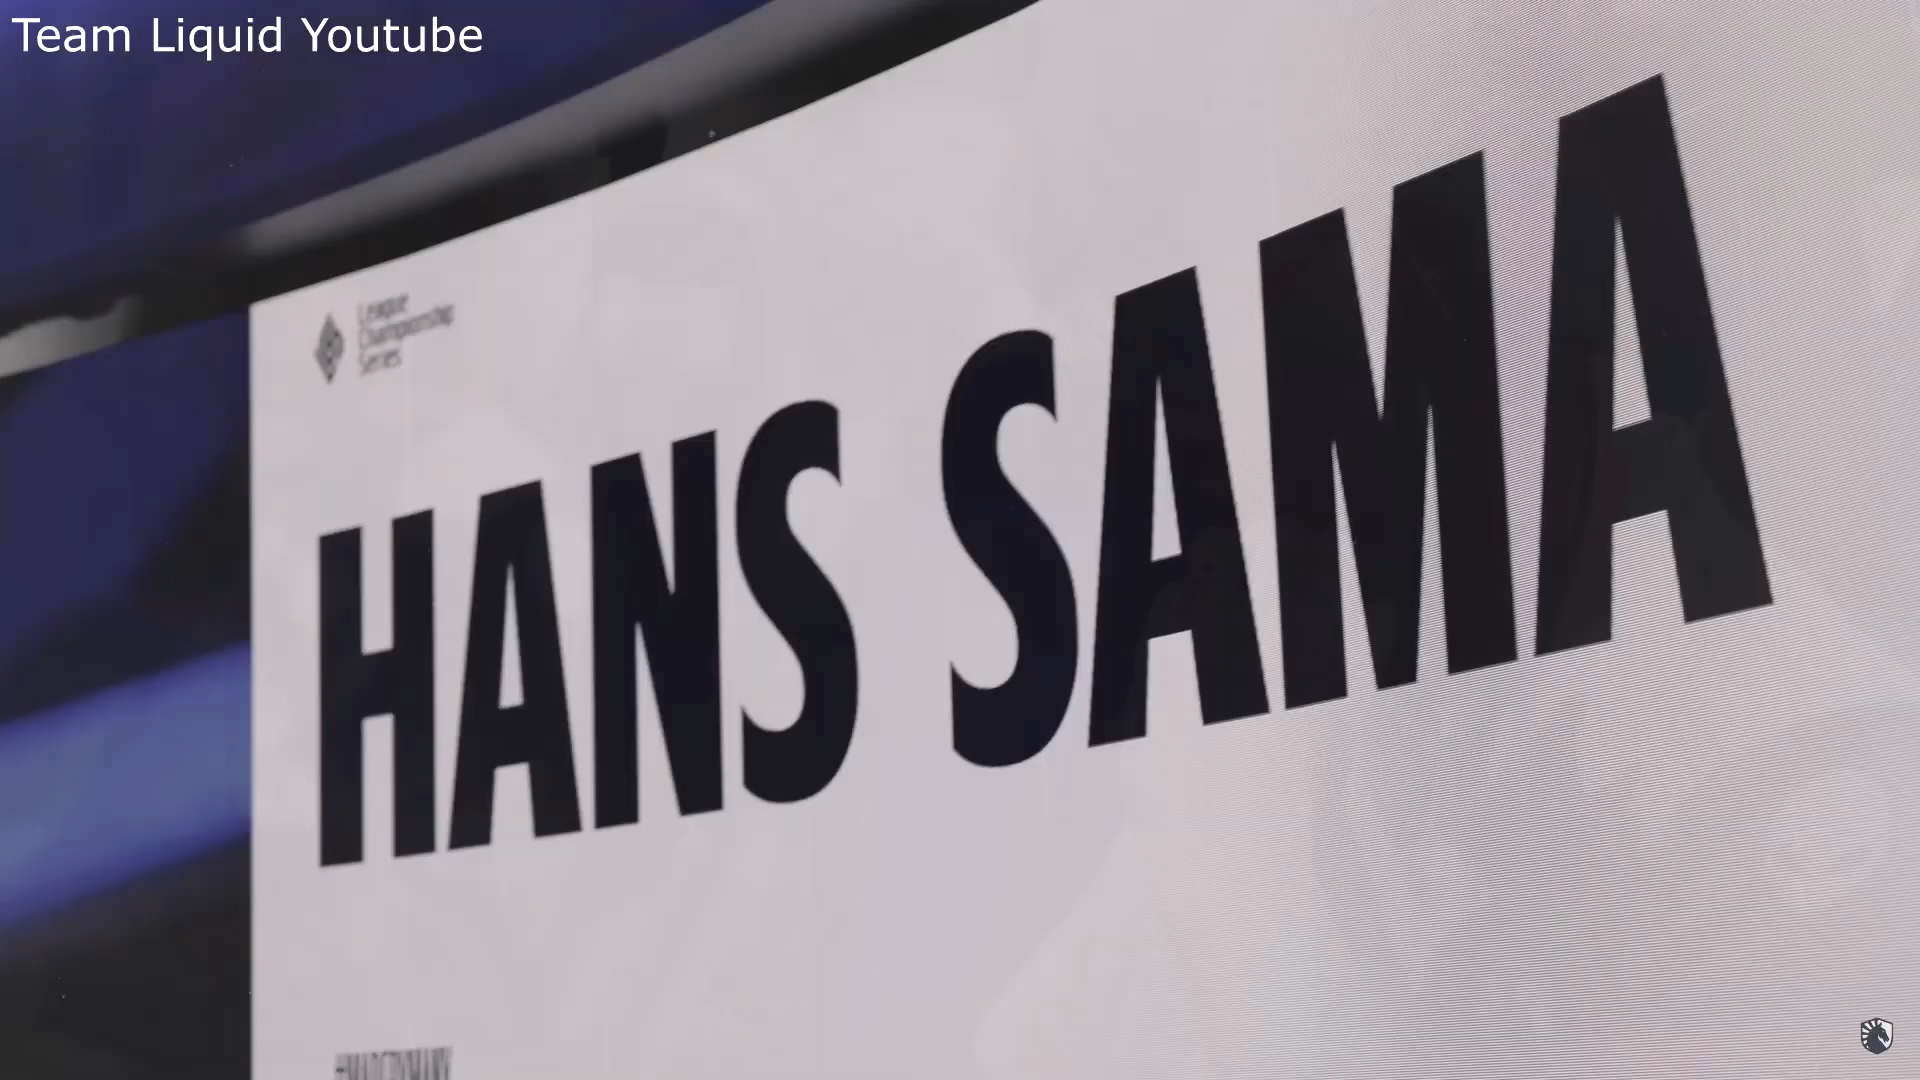 Team Liquid Youtube
League
Championship
Series
HANS SAMA